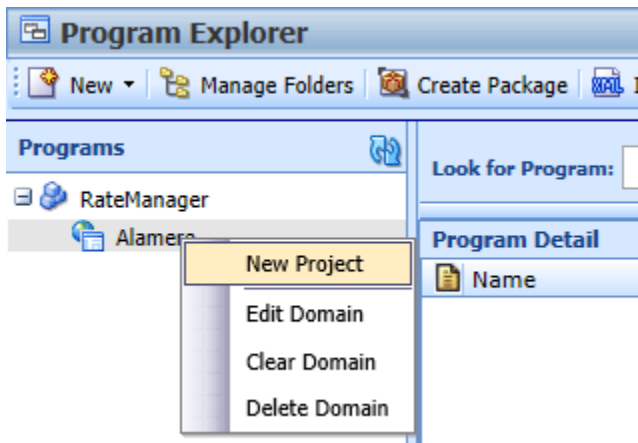 Program Explorer
New Manage Folders Create Package
Programs
Look for Program:
RateManager
Program Detail
Name
New Project
Edit Domain
Clear Domain
Delete Domain